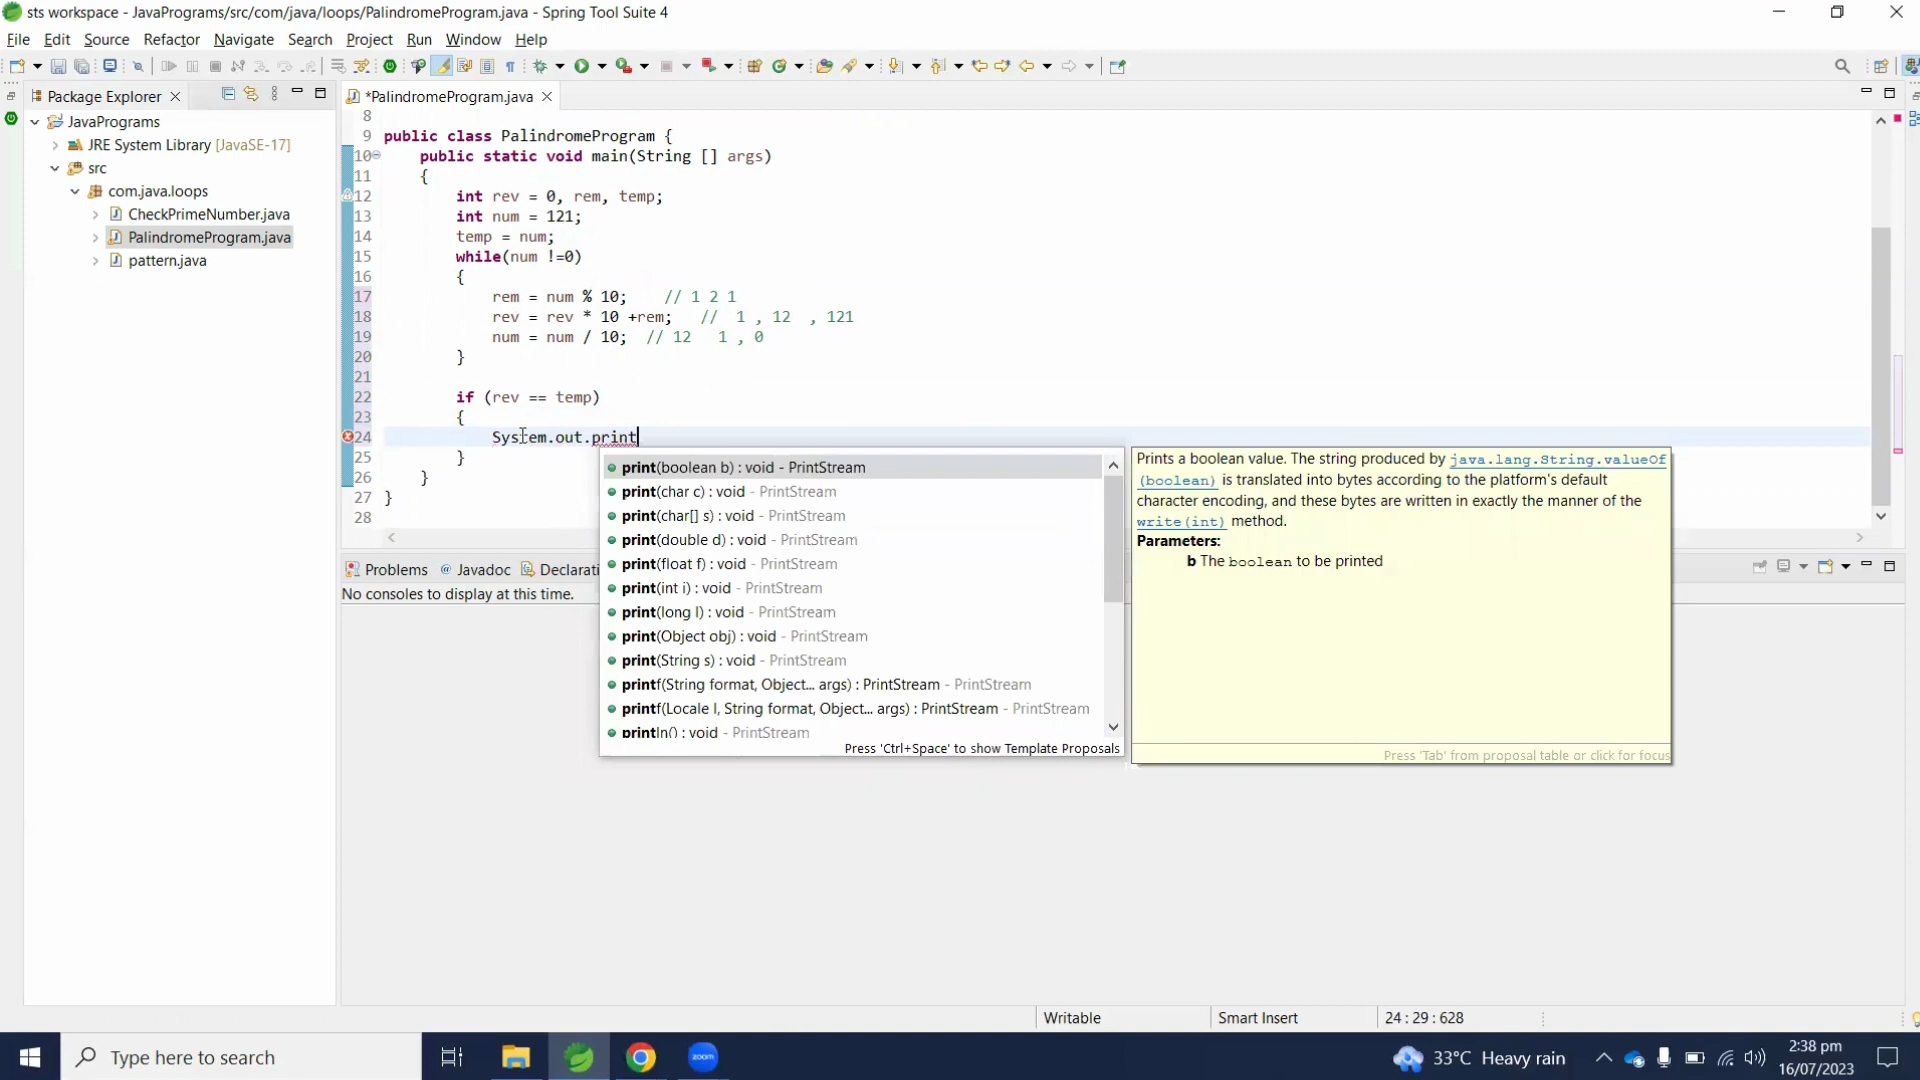 sts workspace - JavaPrograms/src/com/java/loops/PalindromeProgram.java - Spring Tool Suite 4
File Edit Source Refactor Navigate Search Project Run Window Help
Package Explorer
*PalindromeProgram.java
JavaPrograms
JRE System Library [JavaSE-17]
src
com.java.loops
CheckPrimeNumber.java
PalindromeProgram.java
pattern.java
8
9 public class PalindromeProgram {
10 public static void main(String [] args)
11 {
12 int rev = 0, rem, temp;
13 int num = 121;
14 temp = num;
15 while(num !=0)
16 {
17 rem = num % 10; // 1 2 1
18 rev = rev * 10 +rem; // 1 , 12 , 121
19 num = num / 10; // 12 1 , 0
20 }
21
22 if (rev == temp)
23 {
24 System.out.print
25 }
26 }
27 }
28
print(boolean b) : void - PrintStream
print(char c) : void - PrintStream
print(char[] s) : void - PrintStream
print(double d) : void - PrintStream
print(float f) : void - PrintStream
print(int i) : void - PrintStream
print(long l) : void - PrintStream
print(Object obj) : void - PrintStream
print(String s) : void - PrintStream
printf(String format, Object... args) : PrintStream - PrintStream
printf(Locale l, String format, Object... args) : PrintStream - PrintStream
println() : void - PrintStream
Press 'Ctrl+Space' to show Template Proposals
Prints a boolean value. The string produced by java.lang.String.valueOf
(boolean) is translated into bytes according to the platform's default
character encoding, and these bytes are written in exactly the manner of the
write(int) method.
Parameters:
b The boolean to be printed
Press 'Tab' from proposal table or click for focus
Problems @ Javadoc Declarati
No consoles to display at this time.
Writable Smart Insert 24 : 29 : 628
Type here to search
zoom
33°C Heavy rain
2:38 pm
16/07/2023